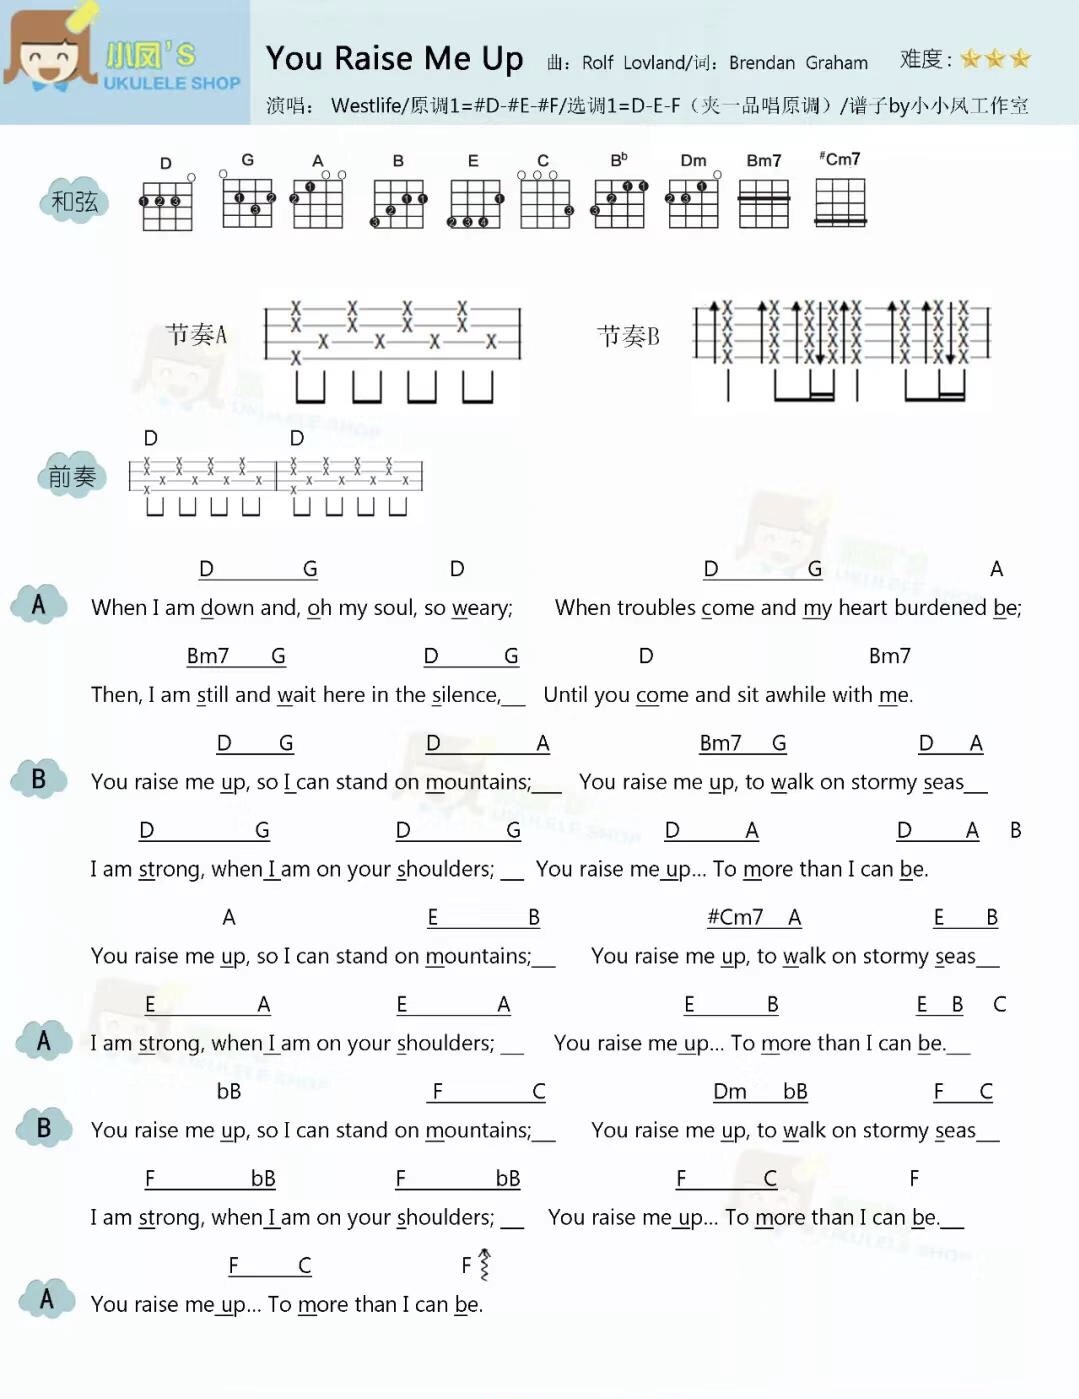 小凤'S
UKULELE SHOP
You Raise Me Up 曲：Rolf Lovland/词：Brendan Graham 难度：
演唱： Westlife/原调1=#D-#E-#F/选调1=D-E-F（夹一品唱原调）/谱子by小小凤工作室
和弦 D G A B E C Bb Dm Bm7 #Cm7
节奏A 节奏B
D D
前奏
D G D D G A
A When I am down and, oh my soul, so weary; When troubles come and my heart burdened be;
Bm7 G D G D Bm7
Then, I am still and wait here in the silence,__ Until you come and sit awhile with me.
D G D A Bm7 G D A
B You raise me up, so I can stand on mountains;__ You raise me up, to walk on stormy seas__
D G D G D A D A B
I am strong, when I am on your shoulders; __ You raise me up... To more than I can be.
A E B #Cm7 A E B
You raise me up, so I can stand on mountains;__ You raise me up, to walk on stormy seas__
E A E A E B E B C
A I am strong, when I am on your shoulders; __ You raise me up... To more than I can be.__
bB F C Dm bB F C
B You raise me up, so I can stand on mountains;__ You raise me up, to walk on stormy seas__
F bB F bB F C F
I am strong, when I am on your shoulders; __ You raise me up... To more than I can be.__
F C F
A You raise me up... To more than I can be.